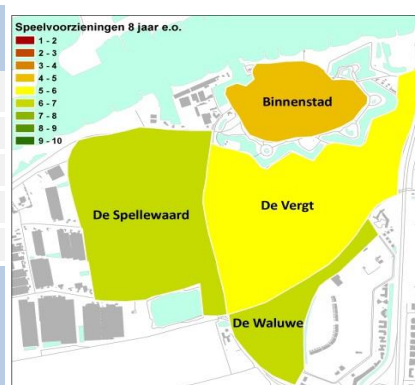 Speelvoorzieningen 8 jaar e.o.
1 - 2
2 - 3
3 - 4
4 - 5
5 - 6
6 - 7
7 - 8
8 - 9
9 - 10
Binnenstad
De Spellewaard
De Vergt
De Waluwe